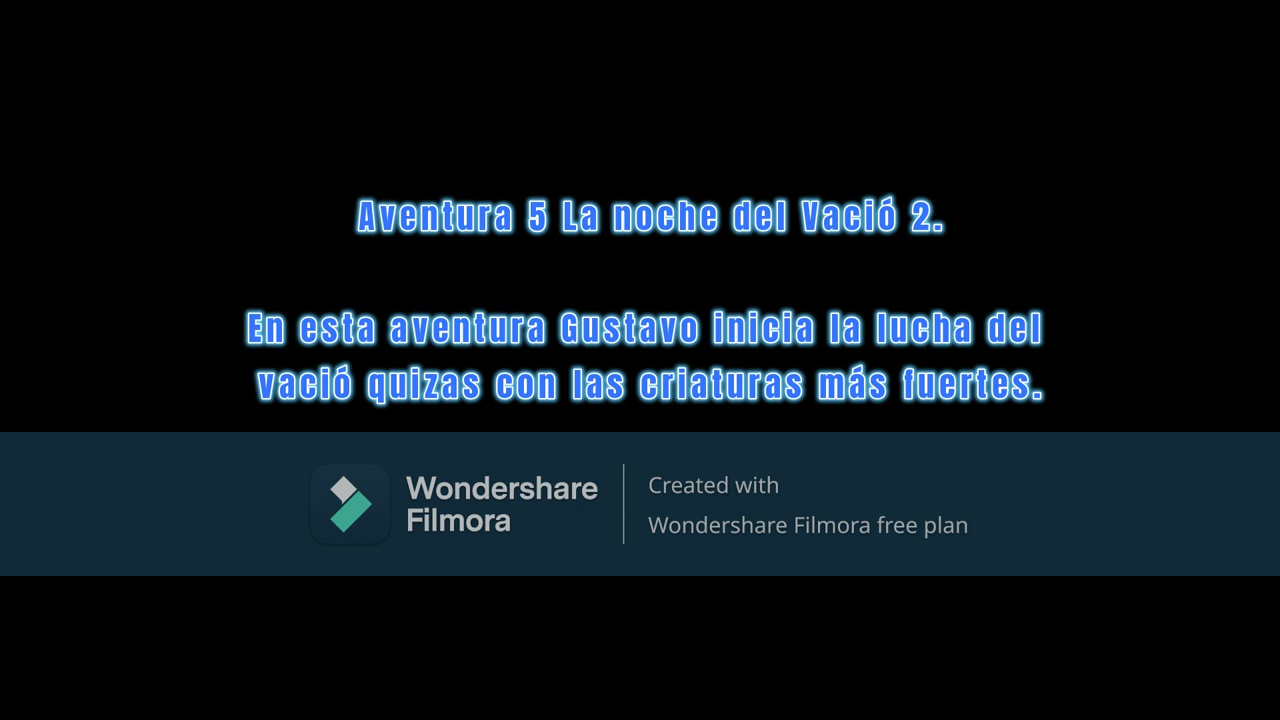 Aventura 5 La noche del Vació 2.
En esta aventura Gustavo inicia la lucha del
vació quizas con las criaturas más fuertes.
Wondershare
Filmora
Created with
Wondershare Filmora free plan